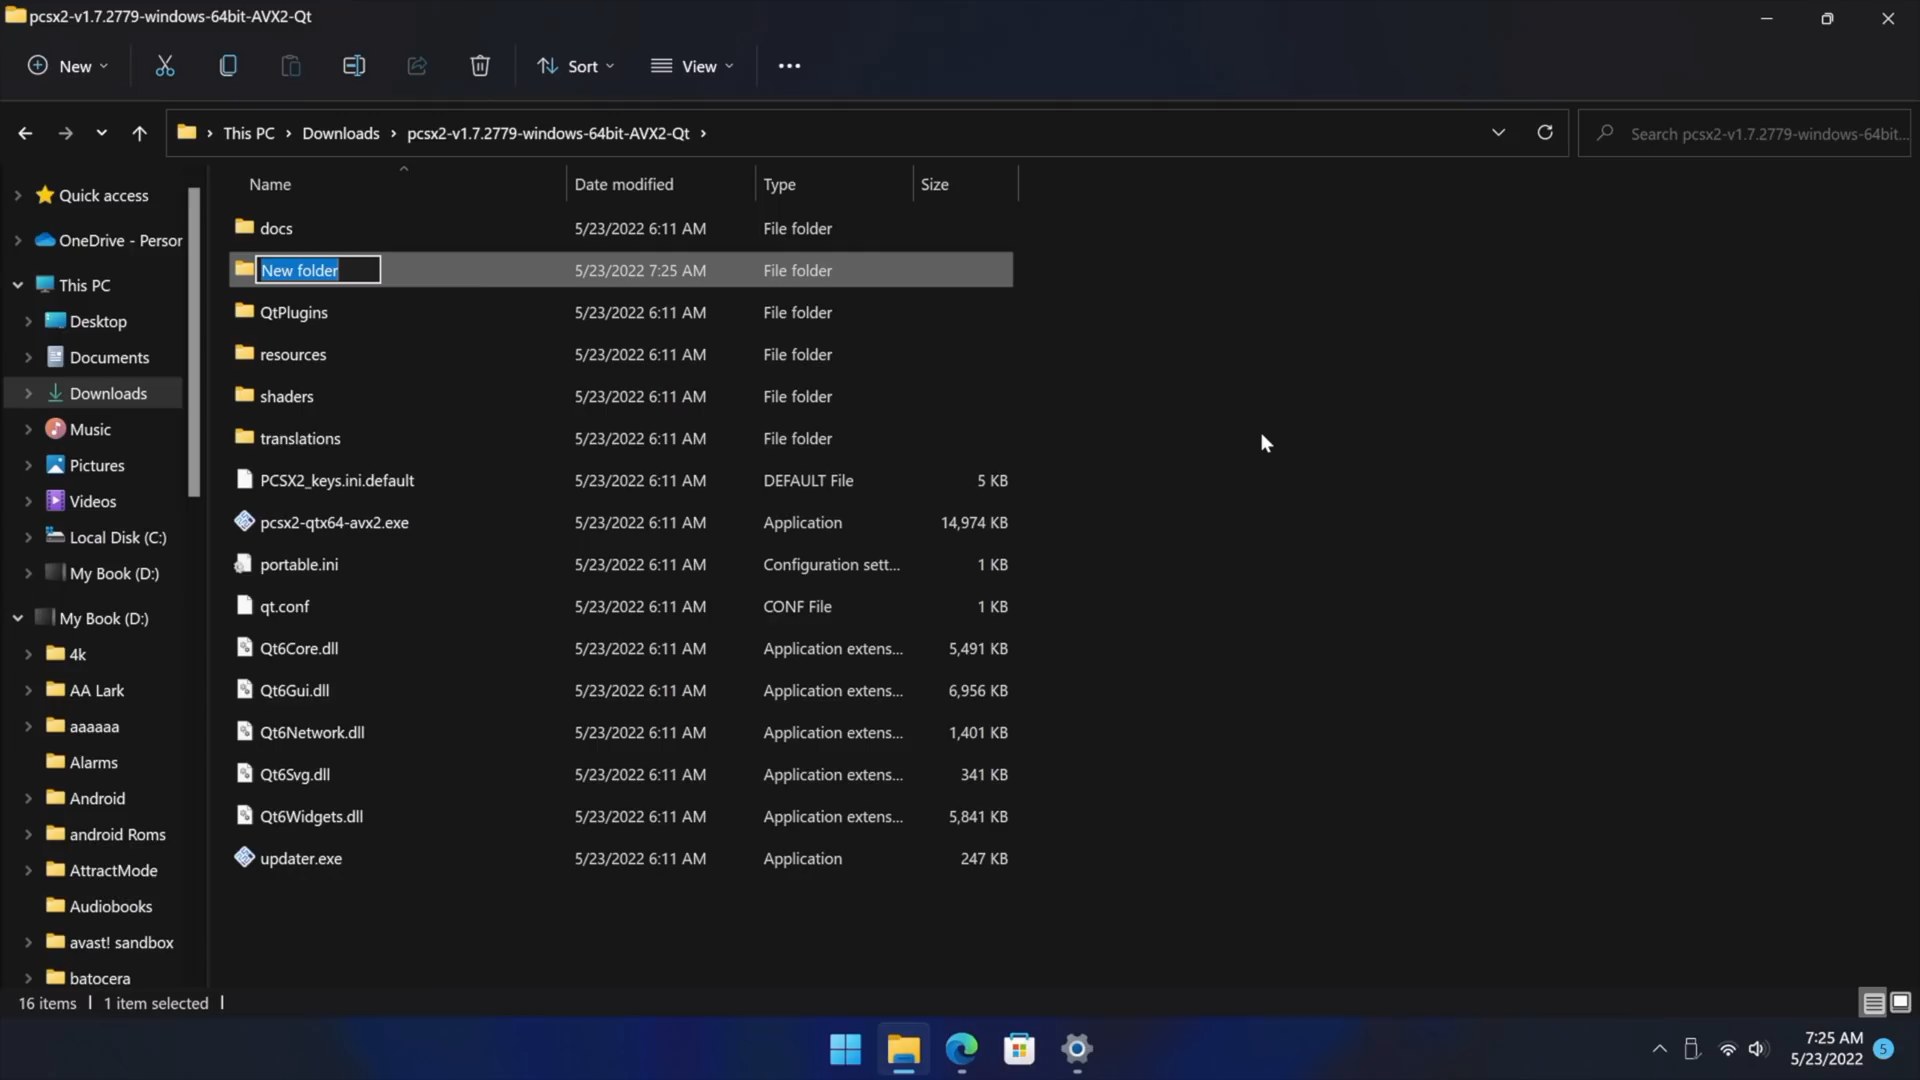 pcsx2-v1.7.2779-windows-64bit-AVX2-Qt
New Sort View
This PC Downloads pcsx2-v1.7.2779-windows-64bit-AVX2-Qt Search pcsx2-v1.7.2779-windows-64bit...
Name Date modified Type Size
Quick access
OneDrive - Person
This PC
Desktop
Documents
Downloads
Music
Pictures
Videos
Local Disk (C:)
My Book (D:)
My Book (D:)
4k
AA Lark
aaaaaa
Alarms
Android
android Roms
AttractMode
Audiobooks
avast! sandbox
batocera
docs 5/23/2022 6:11 AM File folder
New folder 5/23/2022 7:25 AM File folder
QtPlugins 5/23/2022 6:11 AM File folder
resources 5/23/2022 6:11 AM File folder
shaders 5/23/2022 6:11 AM File folder
translations 5/23/2022 6:11 AM File folder
PCSX2_keys.ini.default 5/23/2022 6:11 AM DEFAULT File 5 KB
pcsx2-qtx64-avx2.exe 5/23/2022 6:11 AM Application 14,974 KB
portable.ini 5/23/2022 6:11 AM Configuration sett... 1 KB
qt.conf 5/23/2022 6:11 AM CONF File 1 KB
Qt6Core.dll 5/23/2022 6:11 AM Application extens... 5,491 KB
Qt6Gui.dll 5/23/2022 6:11 AM Application extens... 6,956 KB
Qt6Network.dll 5/23/2022 6:11 AM Application extens... 1,401 KB
Qt6Svg.dll 5/23/2022 6:11 AM Application extens... 341 KB
Qt6Widgets.dll 5/23/2022 6:11 AM Application extens... 5,841 KB
updater.exe 5/23/2022 6:11 AM Application 247 KB
16 items 1 item selected
7:25 AM
5/23/2022 5